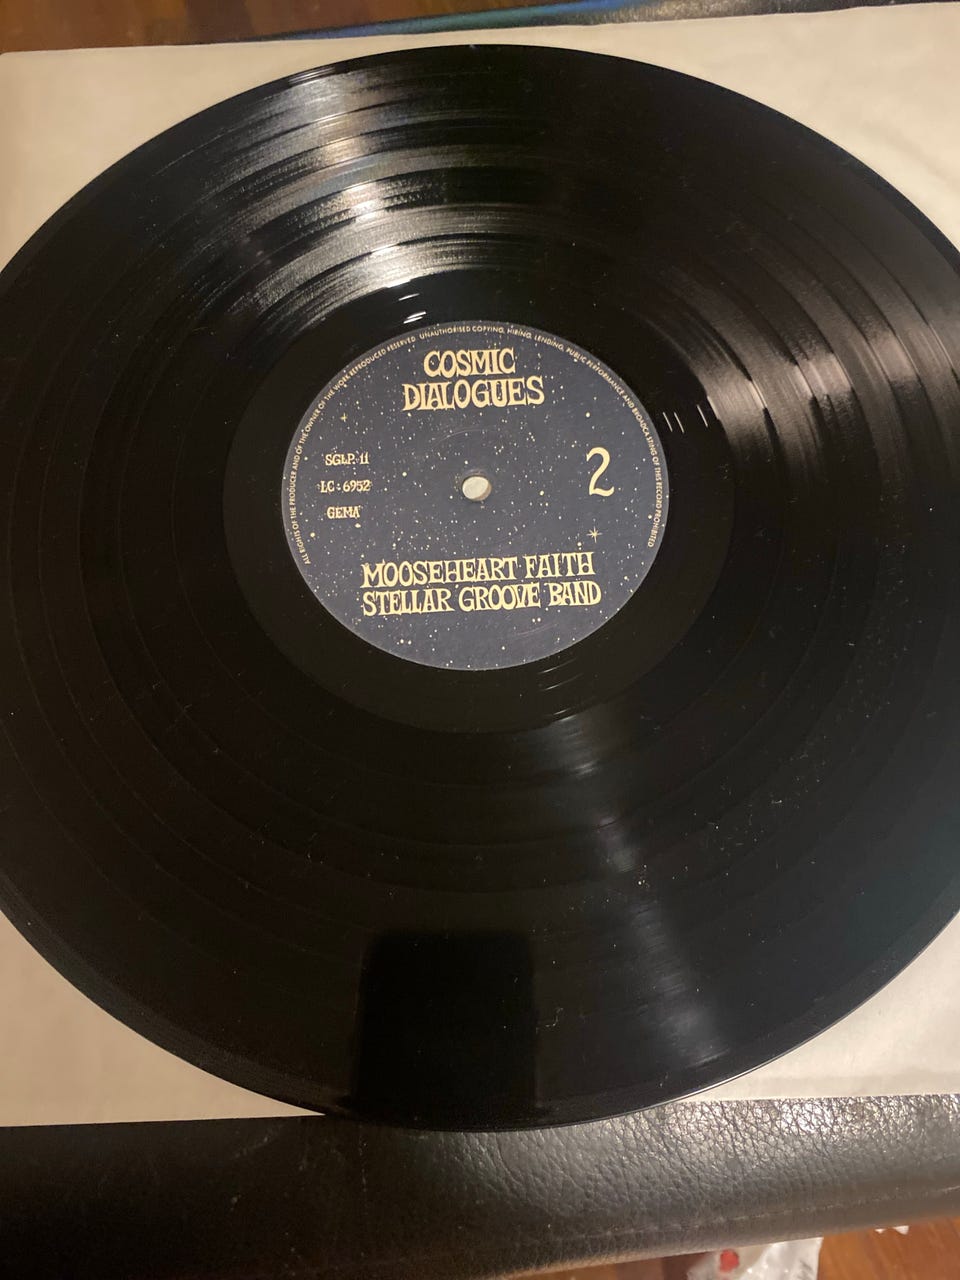 ALL RIGHTS OF THE PRODUCER AND OF THE OWNER OF THE WORK REPRODUCED RESERVED. UNAUTHORISED COPYING, HIRING, LENDING, PUBLIC PERFORMANCE AND BROADCASTING OF THIS RECORD PROHIBITED
COSMIC
DIALOGUES
SGLP 11
LC - 6952
GEMA
2
MOOSEHEART FAITH
STELLAR GROOVE BAND